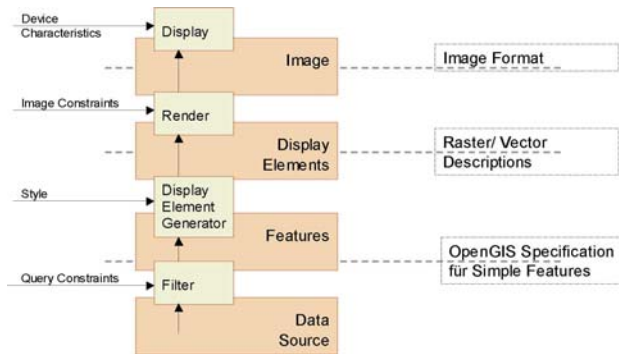 Device
Characteristics
Display
Image
Image Format
Image Constraints
Render
Display
Elements
Raster/ Vector
Descriptions
Style
Display
Element
Generator
Features
OpenGIS Specification
für Simple Features
Query Constraints
Filter
Data
Source